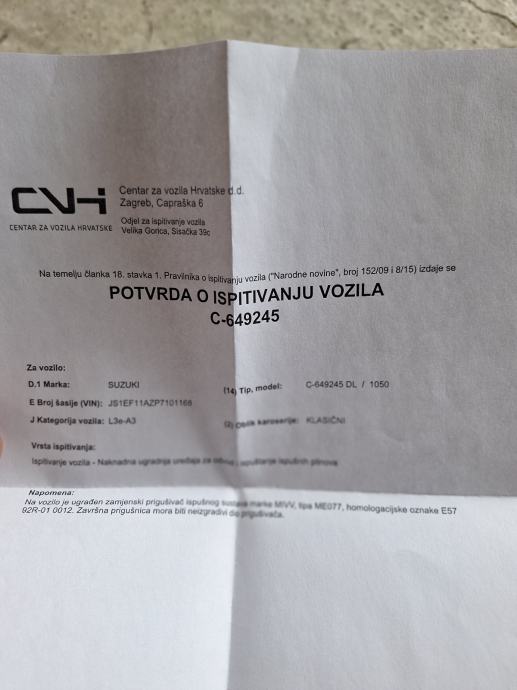 CVH
CENTAR ZA VOZILA HRVATSKE
Centar za vozila Hrvatske d.d.
Zagreb, Capraška 6
Odjel za ispitivanje vozila
Velika Gorica, Sisačka 39c
Na temelju članka 18. stavka 1. Pravilnika o ispitivanju vozila ("Narodne novine", broj 152/09 i 8/15) izdaje se
POTVRDA O ISPITIVANJU VOZILA
C-649245
Za vozilo:
D.1 Marka: SUZUKI (14) Tip, model: C-649245 DL / 1050
E Broj šasije (VIN): JS1EF11AZP7101168
J Kategorija vozila: L3e-A3 (2) Oblik karoserije: KLASIČNI
Vrsta ispitivanja:
Ispitivanje vozila - Naknadna ugradnja uređaja za odvod i ispuštanje ispušnih plinova
Napomena:
Na vozilo je ugrađen zamjenski prigušivač ispušnog sustava marke MIVV, tipa ME077, homologacijske oznake E57
92R-01 0012. Završna prigušnica mora biti neizgradivi dio prigušivača.